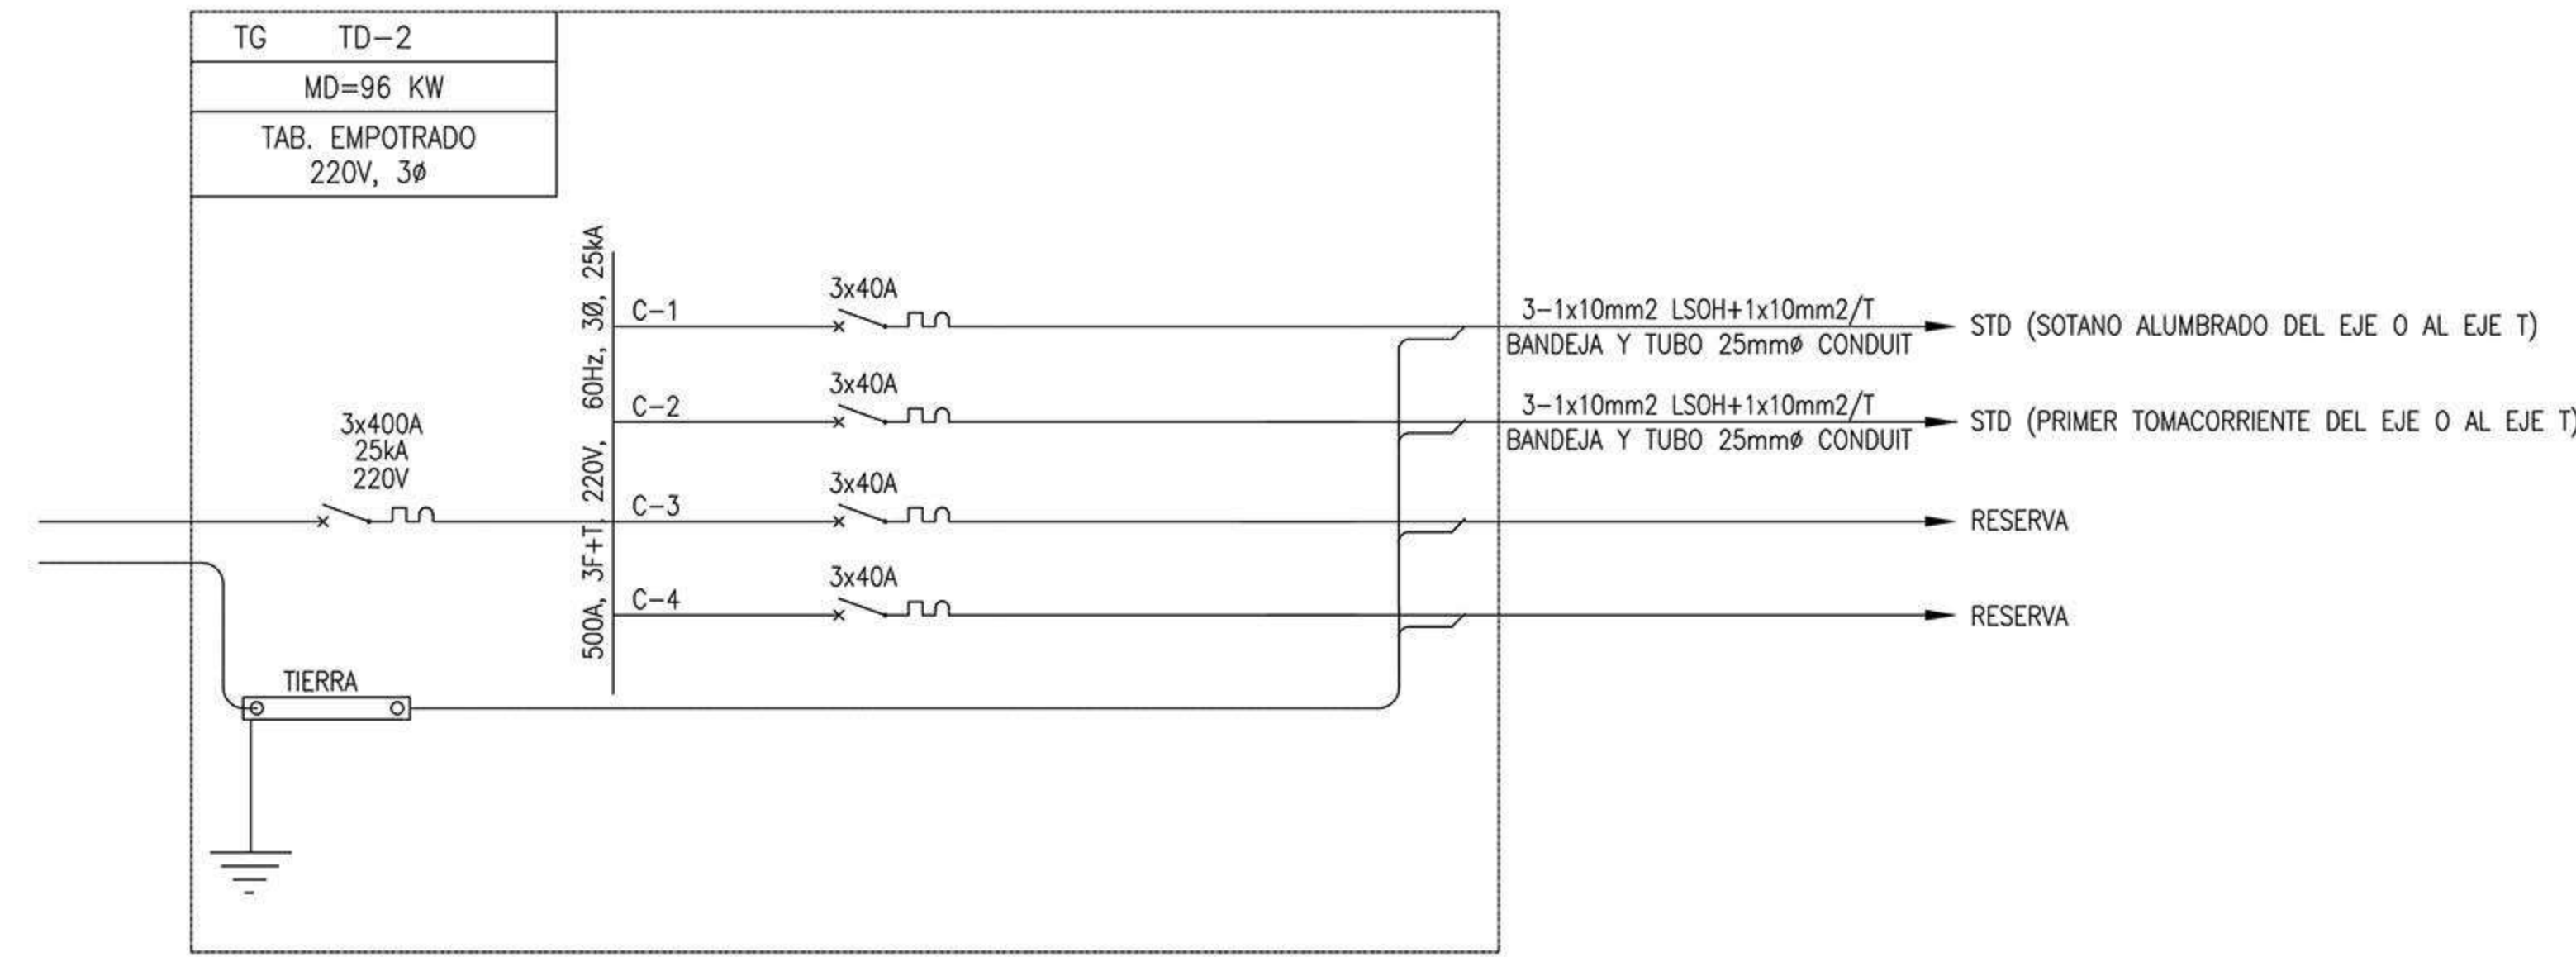 TG TD-2
MD=96 KW
TAB. EMPOTRADO
220V, 3ø
500A, 3F+T, 220V, 60Hz, 3Ø, 25kA
3x400A
25kA
220V
C-1
3x40A
3-1x10mm2 LSOH+1x10mm2/T
BANDEJA Y TUBO 25mmø CONDUIT
STD (SOTANO ALUMBRADO DEL EJE O AL EJE T)
C-2
3x40A
3-1x10mm2 LSOH+1x10mm2/T
BANDEJA Y TUBO 25mmø CONDUIT
STD (PRIMER TOMACORRIENTE DEL EJE O AL EJE T)
C-3
3x40A
RESERVA
C-4
3x40A
RESERVA
TIERRA